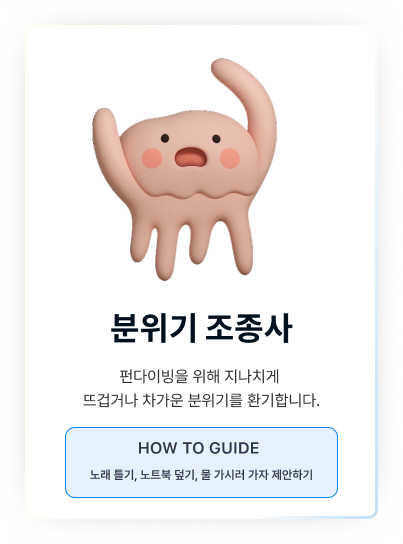 분위기 조종사
펀다이빙을 위해 지나치게
뜨겁거나 차가운 분위기를 환기합니다.
HOW TO GUIDE
노래 틀기, 노트북 덮기, 물 가시러 가자 제안하기